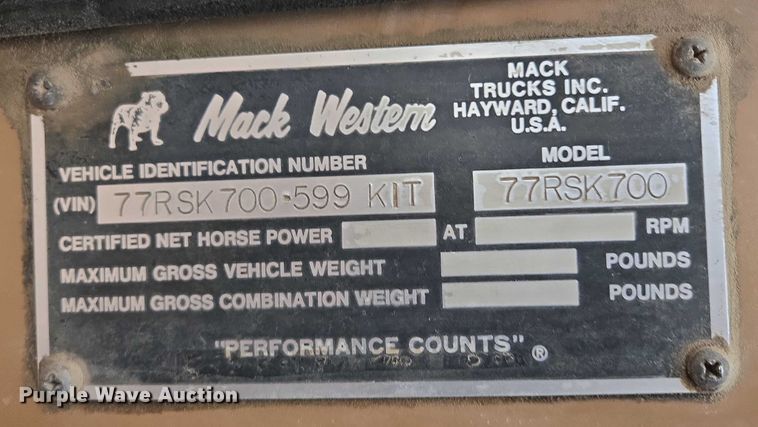 Mack Western
MACK
TRUCKS INC.
HAYWARD, CALIF.
U.S.A.
VEHICLE IDENTIFICATION NUMBER
(VIN) 77RSK700-599 KIT
MODEL
77RSK700
CERTIFIED NET HORSE POWER AT RPM
MAXIMUM GROSS VEHICLE WEIGHT POUNDS
MAXIMUM GROSS COMBINATION WEIGHT POUNDS
"PERFORMANCE COUNTS" ®
Purple Wave Auction